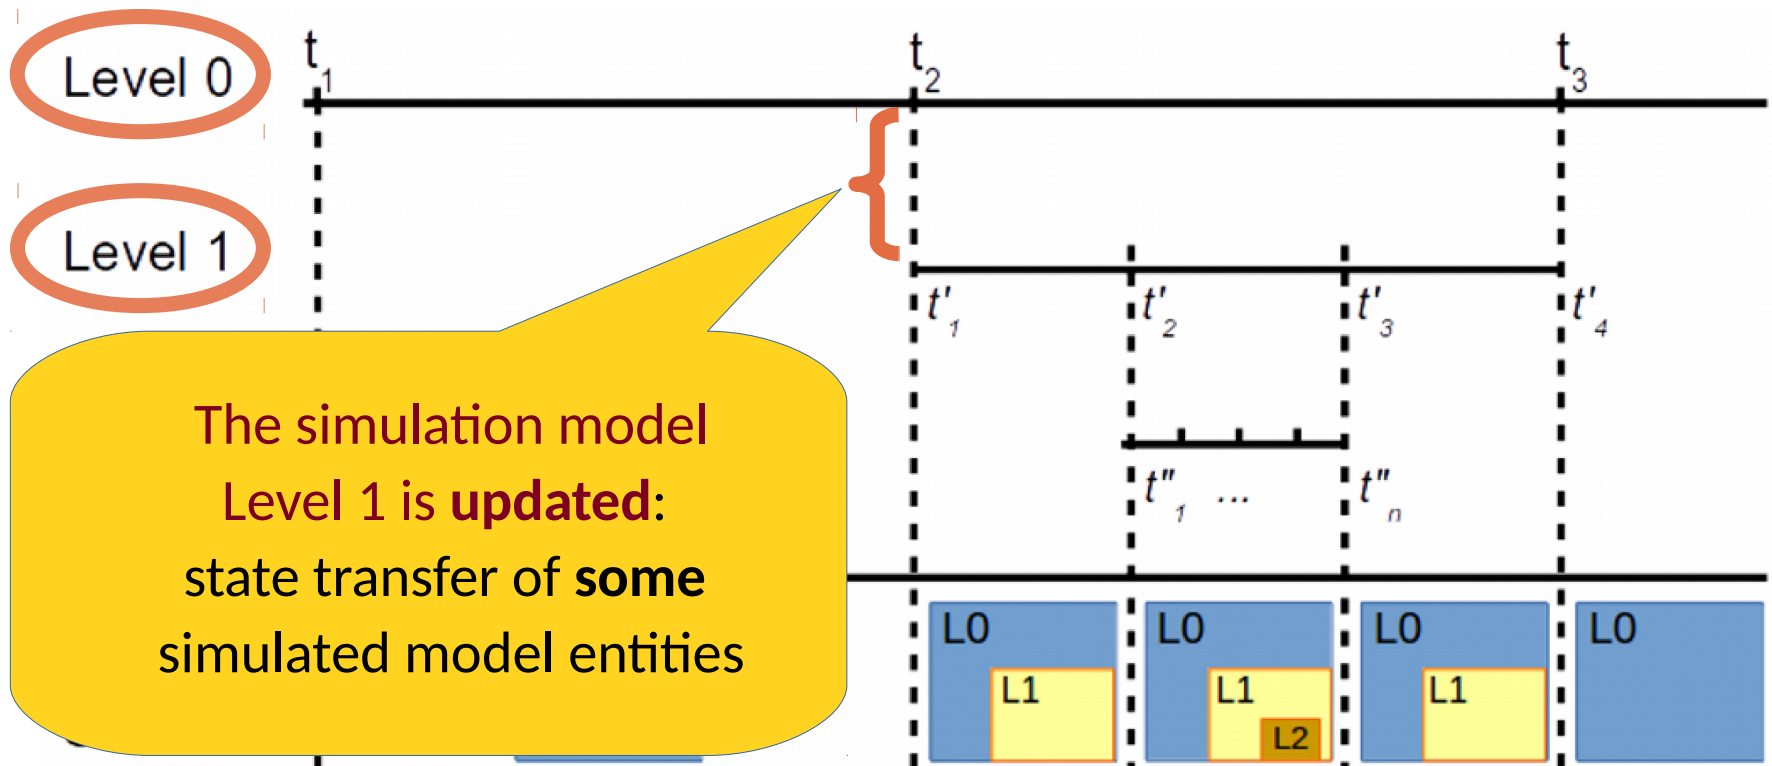 Level 0
t1 t2 t3
Level 1
t'1 t'2 t'3 t'4
The simulation model
Level 1 is updated:
state transfer of some
simulated model entities
t"1 ... t"n
L0 L0 L0 L0
L1 L1 L1
L2